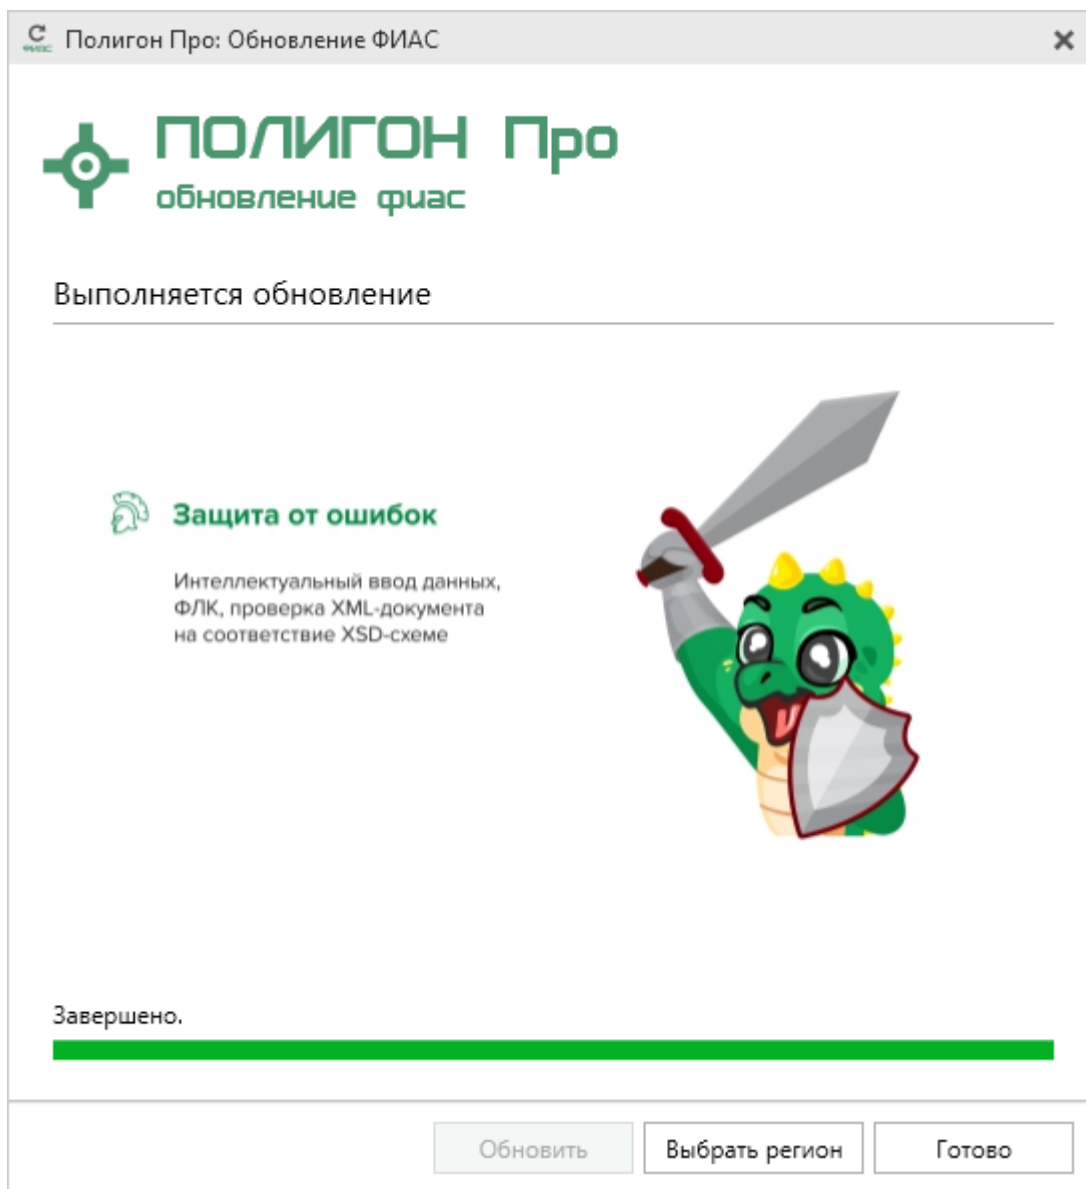 ФИАС
Полигон Про: Обновление ФИАС
ПОЛИГОН Про
обновление фиас
Выполняется обновление
Защита от ошибок
Интеллектуальный ввод данных,
ФЛК, проверка XML-документа
на соответствие XSD-схеме
Завершено.
Обновить
Выбрать регион
Готово